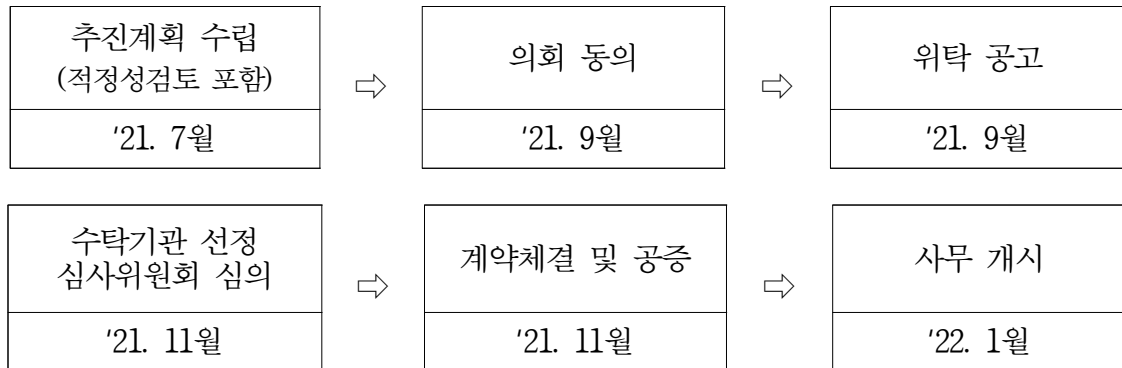 추진계획 수립
(적정성검토 포함)
⇨
의회 동의
⇨
위탁 공고
'21. 7월
'21. 9월
'21. 9월
수탁기관 선정
심사위원회 심의
⇨
계약체결 및 공증
⇨
사무 개시
'21. 11월
'21. 11월
'22. 1월